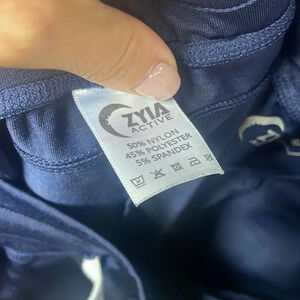 ZYIA
ACTIVE
50% NYLON
45% POLYESTER
5% SPANDEX